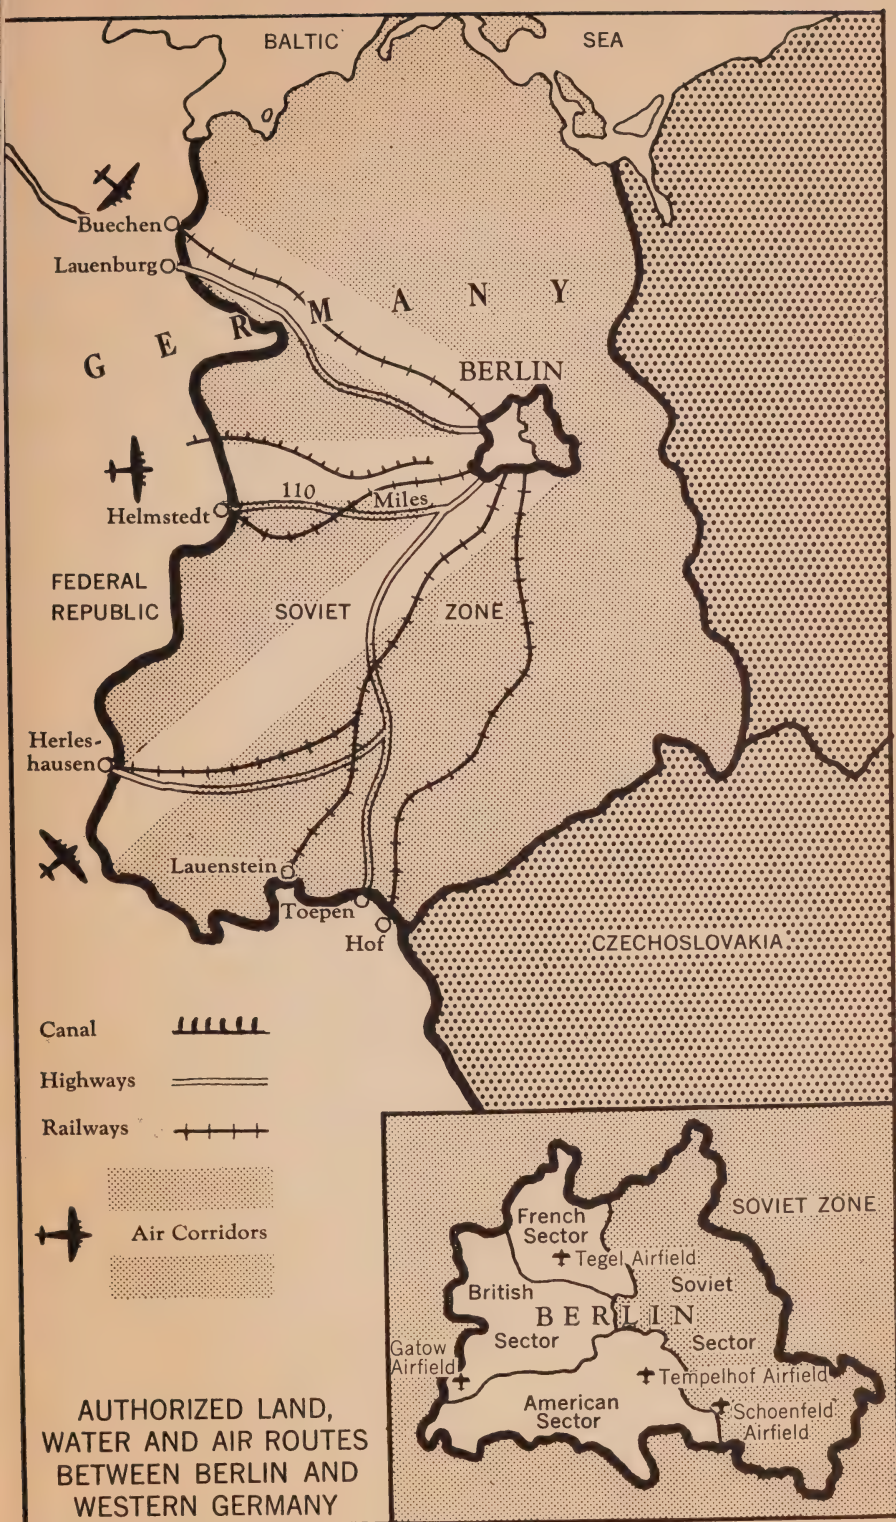 BALTIC SEA
Buechen
Lauenburg
GERMANY
BERLIN
110 Miles
Helmstedt
FEDERAL
REPUBLIC
SOVIET ZONE
Herles-
hausen
Lauenstein
Toepen
Hof
CZECHOSLOVAKIA
Canal
Highways
Railways
Air Corridors
AUTHORIZED LAND,
WATER AND AIR ROUTES
BETWEEN BERLIN AND
WESTERN GERMANY
SOVIET ZONE
French
Sector
Tegel Airfield
British
Sector
Soviet
Sector
BERLIN
Gatow
Airfield
Tempelhof Airfield
American
Sector
Schoenfeld
Airfield